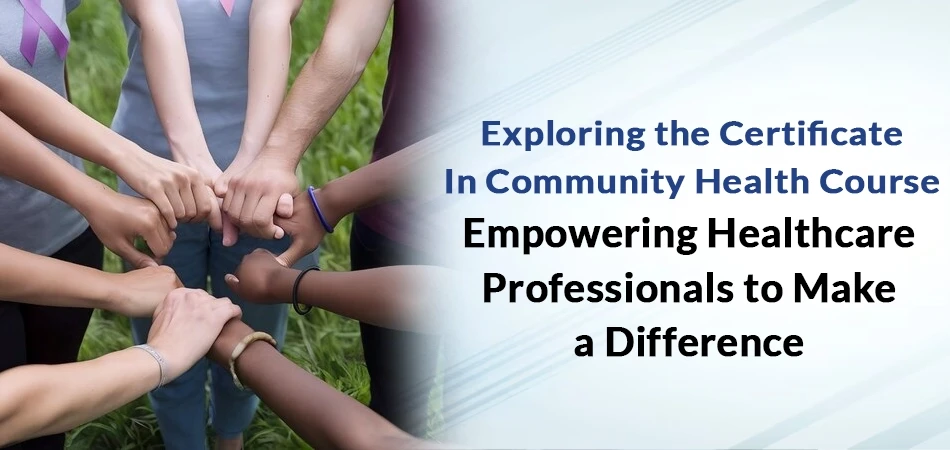 Exploring the Certificate
In Community Health Course
Empowering Healthcare
Professionals to Make
a Difference